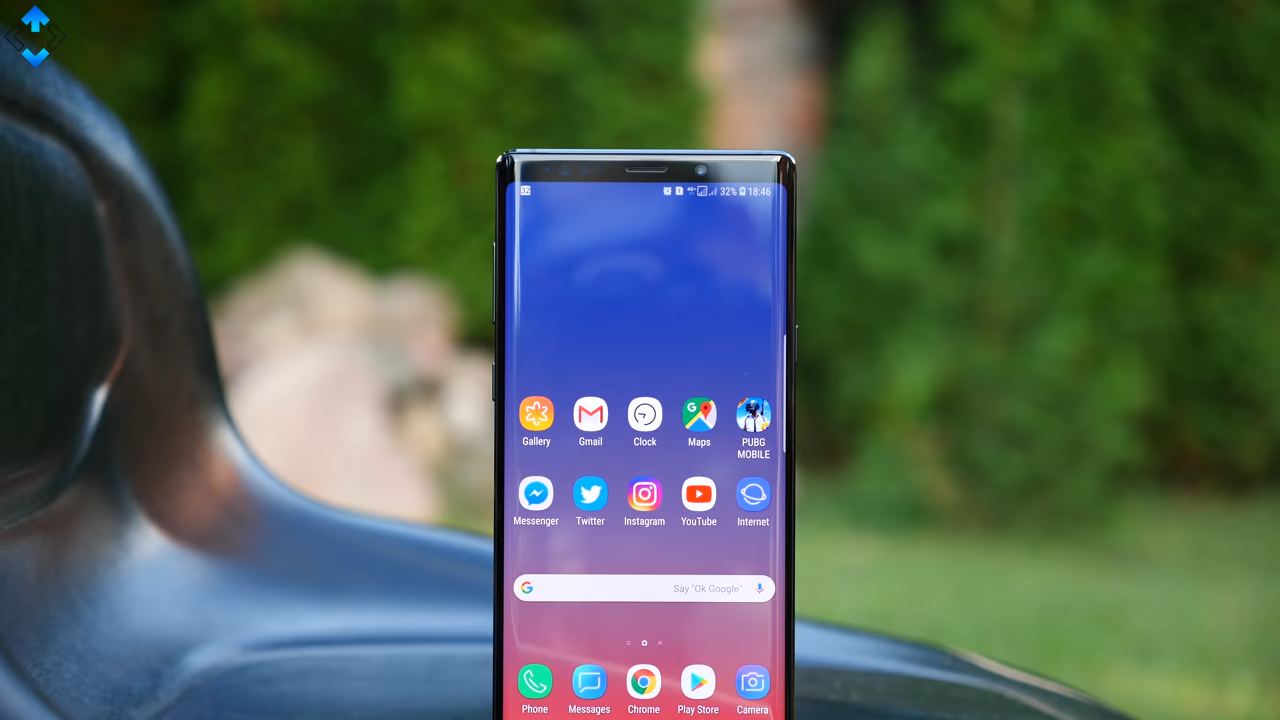 32 32% 18:46
Gallery Gmail Clock Maps PUBG MOBILE
Messenger Twitter Instagram YouTube Internet
Say "Ok Google"
Phone Messages Chrome Play Store Camera